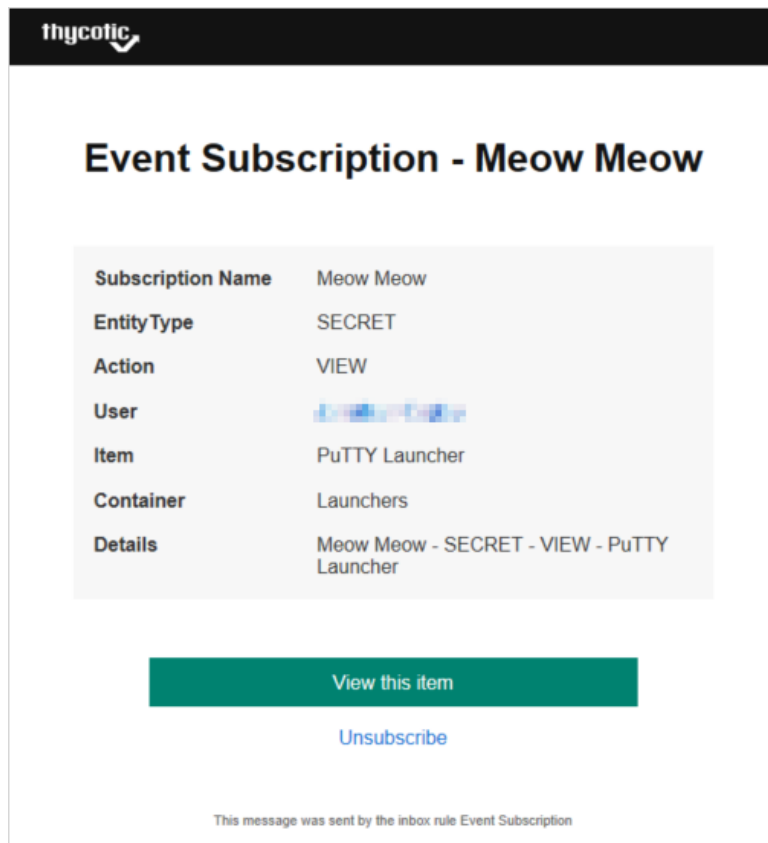 thycotic
Event Subscription - Meow Meow
Subscription Name Meow Meow
EntityType SECRET
Action VIEW
User
Item PuTTY Launcher
Container Launchers
Details Meow Meow - SECRET - VIEW - PuTTY
Launcher
View this item
Unsubscribe
This message was sent by the inbox rule Event Subscription